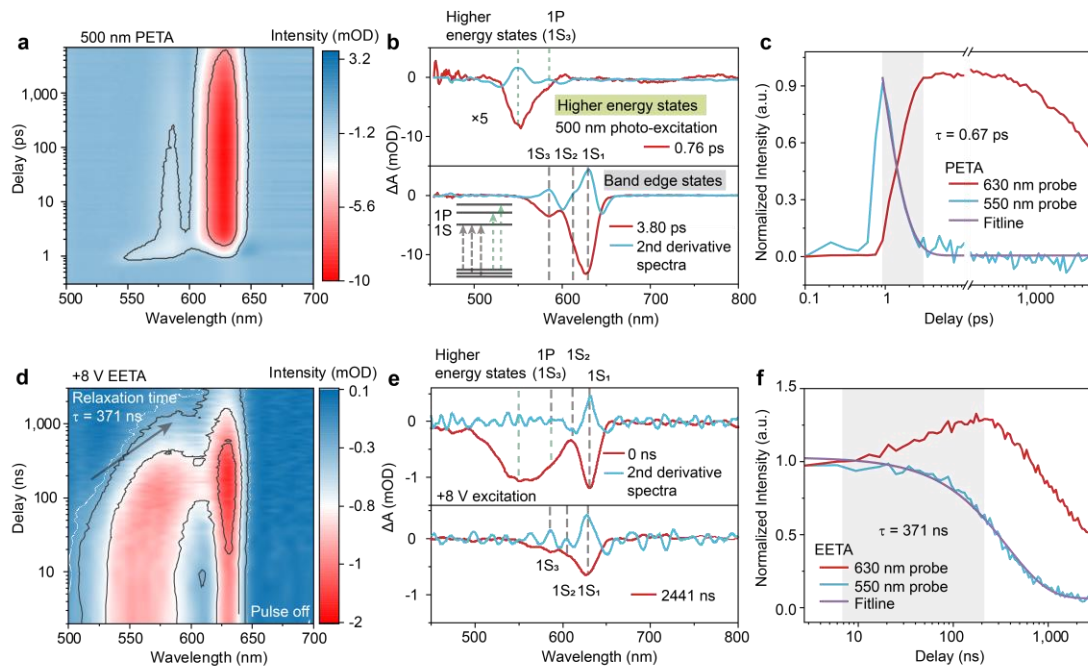 a
500 nm PETA
Intensity (mOD)
Delay (ps)
1,000
100
10
1
500 550 600 650 700
Wavelength (nm)
3.2
-1.2
-5.6
-10
b
Higher 1P
energy states (1S₃)
0
-10
×5
Higher energy states
500 nm photo-excitation
0.76 ps
1S₃ 1S₂ 1S₁
Band edge states
0
-10
1P
1S
3.80 ps
2nd derivative
spectra
ΔA (mOD)
500 600 700 800
Wavelength (nm)
c
Normalized Intensity (a.u.)
0.9
0.6
0.3
0.0
τ = 0.67 ps
PETA
630 nm probe
550 nm probe
Fitline
0.1 1 1,000
Delay (ps)
d
+8 V EETA
Intensity (mOD)
Relaxation time
τ = 371 ns
Delay (ns)
1,000
100
10
Pulse off
500 550 600 650 700
Wavelength (nm)
0.1
-0.3
-0.8
-1
-2
e
Higher
energy states
1P
(1S₃)
1S₂
1S₁
0
-1
0 ns
2nd derivative
spectra
+8 V excitation
0
-1
-2
1S₃
1S₂ 1S₁
2441 ns
ΔA (mOD)
500 600 700 800
Wavelength (nm)
f
Normalized Intensity (a.u.)
1.5
1.0
0.5
0.0
τ = 371 ns
EETA
630 nm probe
550 nm probe
Fitline
10 100 1,000
Delay (ns)